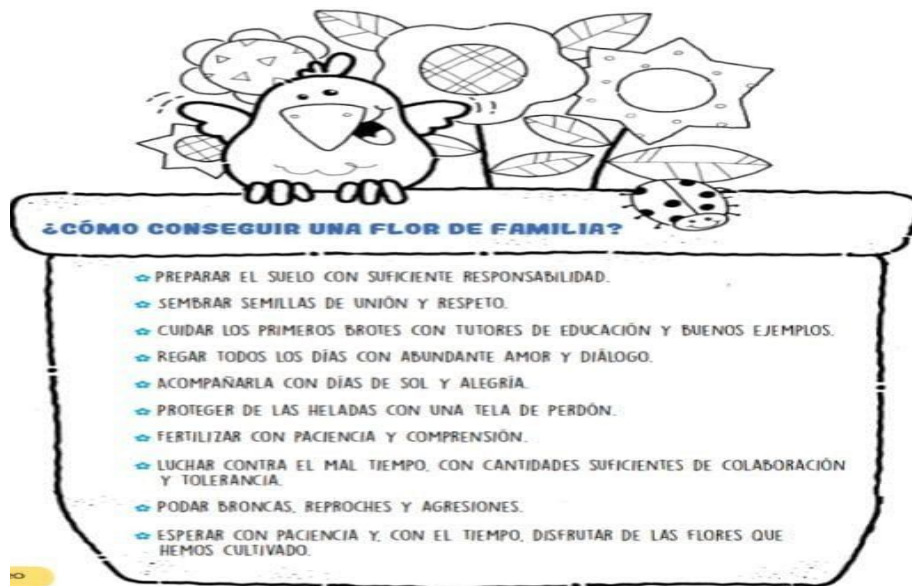 ¿CÓMO CONSEGUIR UNA FLOR DE FAMILIA?
PREPARAR EL SUELO CON SUFICIENTE RESPONSABILIDAD.
SEMBRAR SEMILLAS DE UNIÓN Y RESPETO.
CUIDAR LOS PRIMEROS BROTES CON TUTORES DE EDUCACIÓN Y BUENOS EJEMPLOS.
REGAR TODOS LOS DÍAS CON ABUNDANTE AMOR Y DIÁLOGO.
ACOMPAÑARLA CON DÍAS DE SOL Y ALEGRÍA.
PROTEGER DE LAS HELADAS CON UNA TELA DE PERDÓN.
FERTILIZAR CON PACIENCIA Y COMPRENSIÓN.
LUCHAR CONTRA EL MAL TIEMPO, CON CANTIDADES SUFICIENTES DE COLABORACIÓN
Y TOLERANCIA.
PODAR BRONCAS, REPROCHES Y AGRESIONES.
ESPERAR CON PACIENCIA Y, CON EL TIEMPO, DISFRUTAR DE LAS FLORES QUE
HEMOS CULTIVADO.